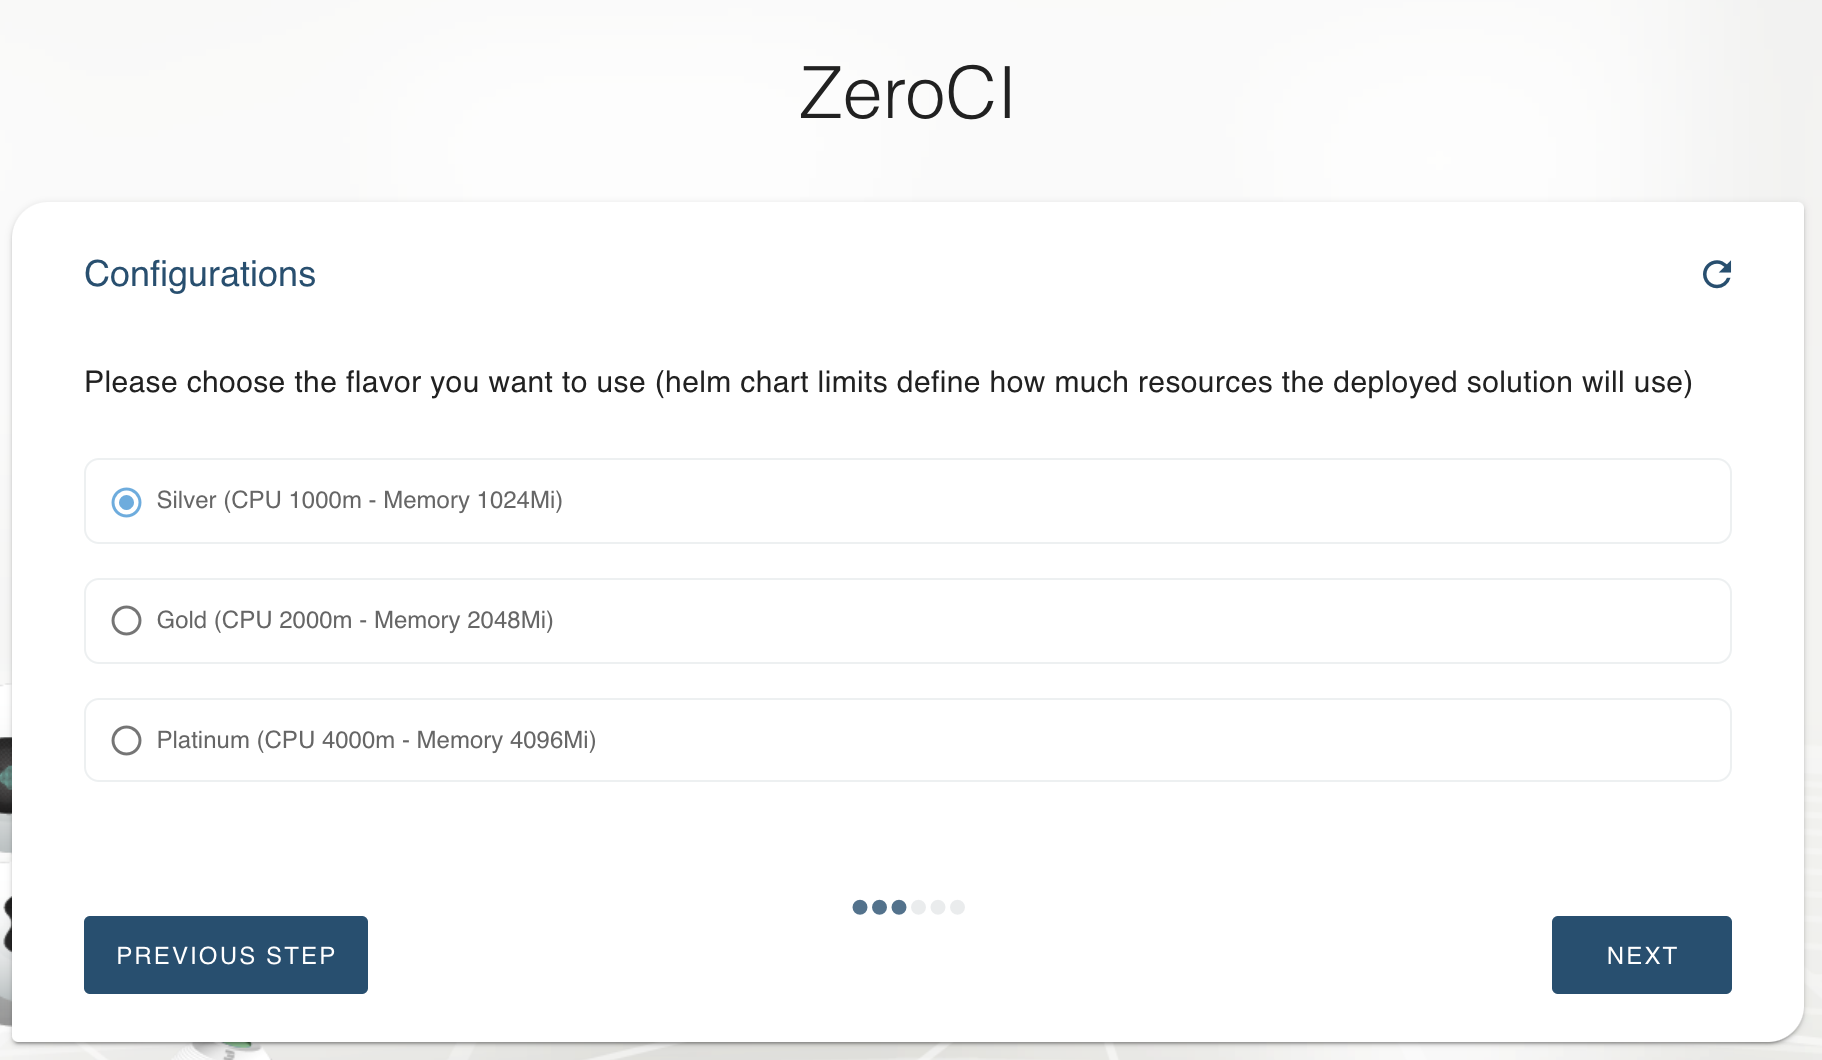 ZeroCI
Configurations
Please choose the flavor you want to use (helm chart limits define how much resources the deployed solution will use)
Silver (CPU 1000m - Memory 1024Mi)
Gold (CPU 2000m - Memory 2048Mi)
Platinum (CPU 4000m - Memory 4096Mi)
PREVIOUS STEP
NEXT